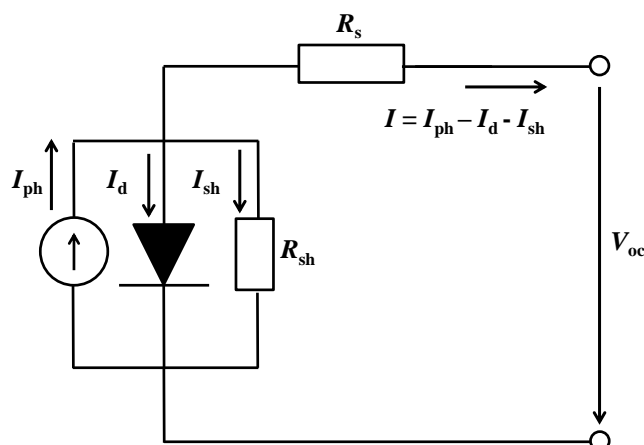 R_s
I = I_ph – I_d - I_sh
I_ph
I_d
I_sh
R_sh
V_oc